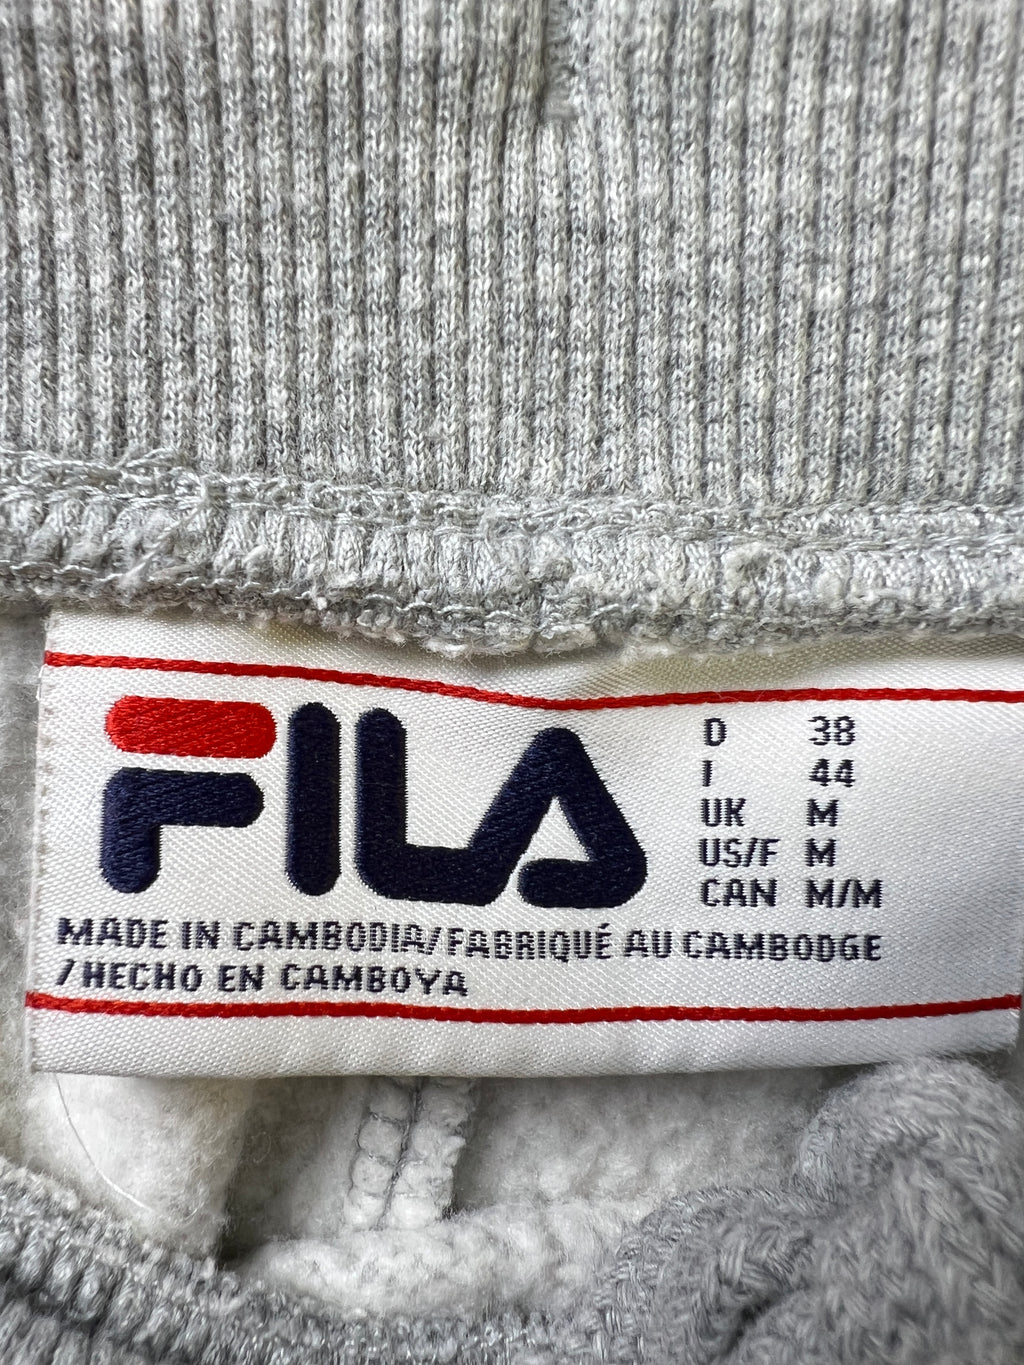 FILA
D 38
I 44
UK M
US/F M
CAN M/M
MADE IN CAMBODIA/FABRIQUÉ AU CAMBODGE
/HECHO EN CAMBOYA